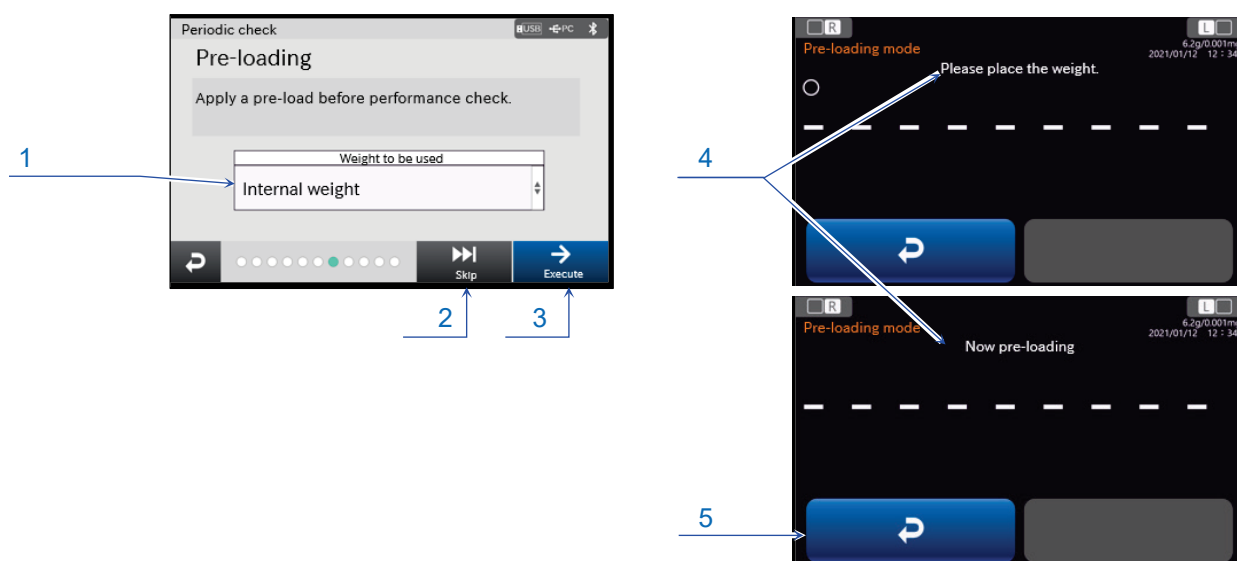 Periodic check
USB PC
Pre-loading
Apply a pre-load before performance check.
Weight to be used
Internal weight
Skip
Execute
1
2
3
R
L
Pre-loading mode
6.2g/0.001m
2021/01/12 12:34
Please place the weight.
4
R
L
Pre-loading mode
6.2g/0.001m
2021/01/12 12:34
Now pre-loading
5